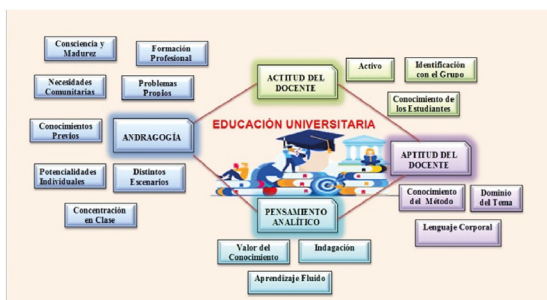 Consciencia y
Madurez
Formación
Profesional
Necesidades
Comunitarias
Problemas
Propios
Conocimientos
Previos
ANDRAGOGÍA
Potencialidades
Individuales
Distintos
Escenarios
Concentración
en Clase
ACTITUD DEL
DOCENTE
Activo
Identificación
con el Grupo
Conocimiento de
los Estudiantes
EDUCACIÓN UNIVERSITARIA
APTITUD DEL
DOCENTE
Conocimiento
del Método
Dominio
del Tema
Lenguaje Corporal
PENSAMIENTO
ANALÍTICO
Valor del
Conocimiento
Indagación
Aprendizaje Fluido